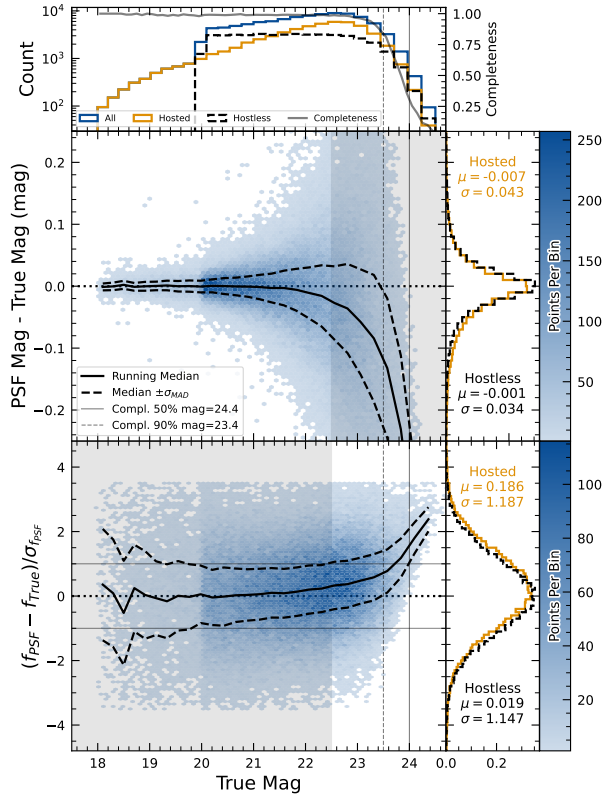 10⁴
10³
10²
Count
1.00
0.75
0.50
0.25
Completeness
All
Hosted
Hostless
Completeness
0.2
0.1
0.0
−0.1
−0.2
PSF Mag - True Mag (mag)
Running Median
Median ±σ_MAD
Compl. 50% mag=24.4
Compl. 90% mag=23.4
Hosted
μ = -0.007
σ = 0.043
Hostless
μ = -0.001
σ = 0.034
250
200
150
100
50
Points Per Bin
4
2
0
−2
−4
(f_PSF − f_True)/σ_f_PSF
Hosted
μ = 0.186
σ = 1.187
Hostless
μ = 0.019
σ = 1.147
100
80
60
40
20
Points Per Bin
18 19 20 21 22 23 24
0.0 0.2
True Mag